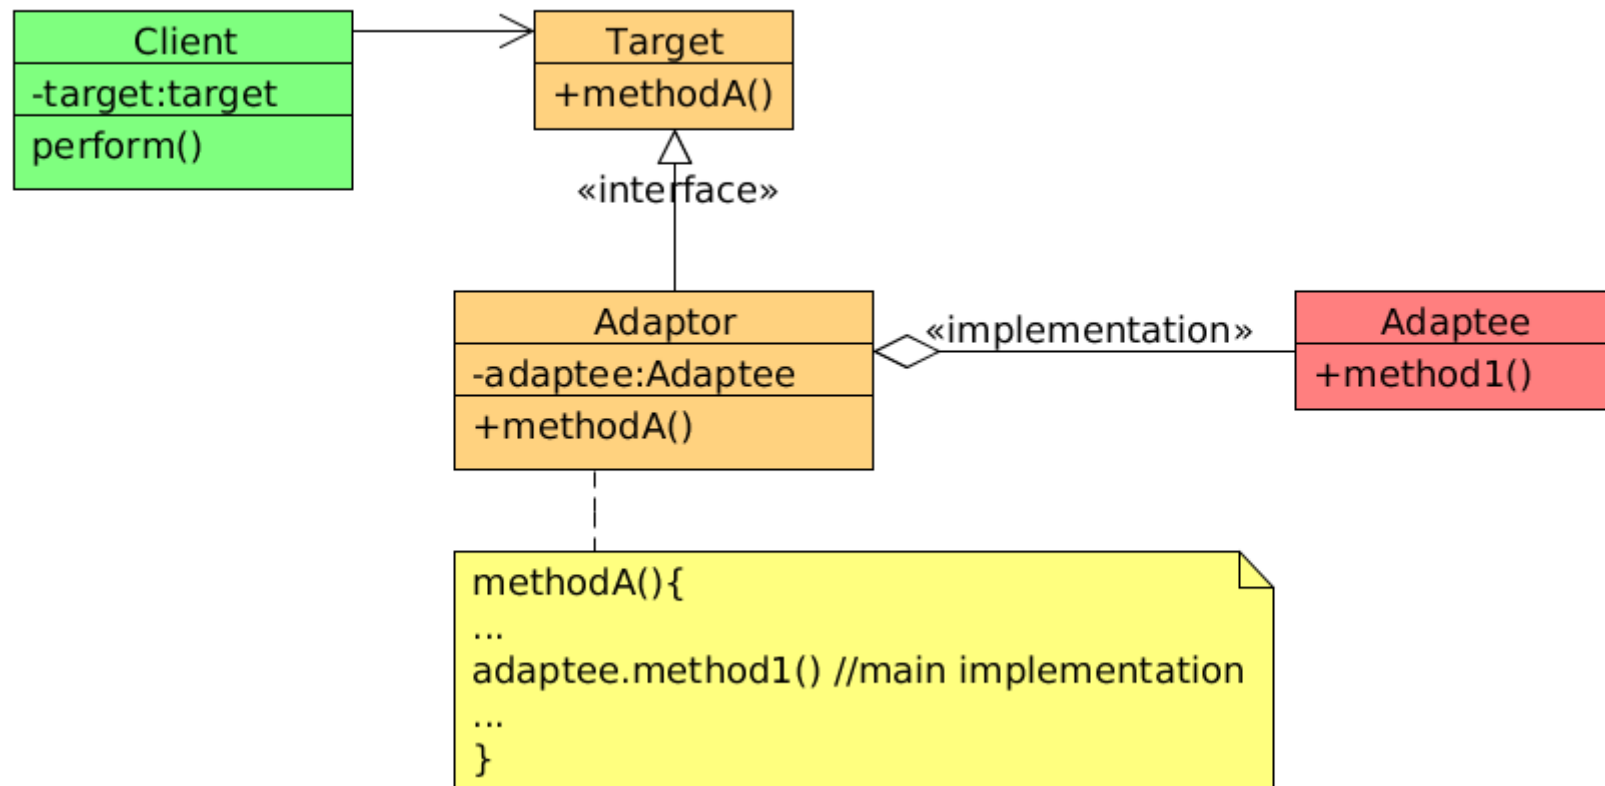 Client
-target:target
perform()
Target
+methodA()
«interface»
Adaptor
-adaptee:Adaptee
+methodA()
«implementation»
Adaptee
+method1()
methodA(){
...
adaptee.method1() //main implementation
...
}